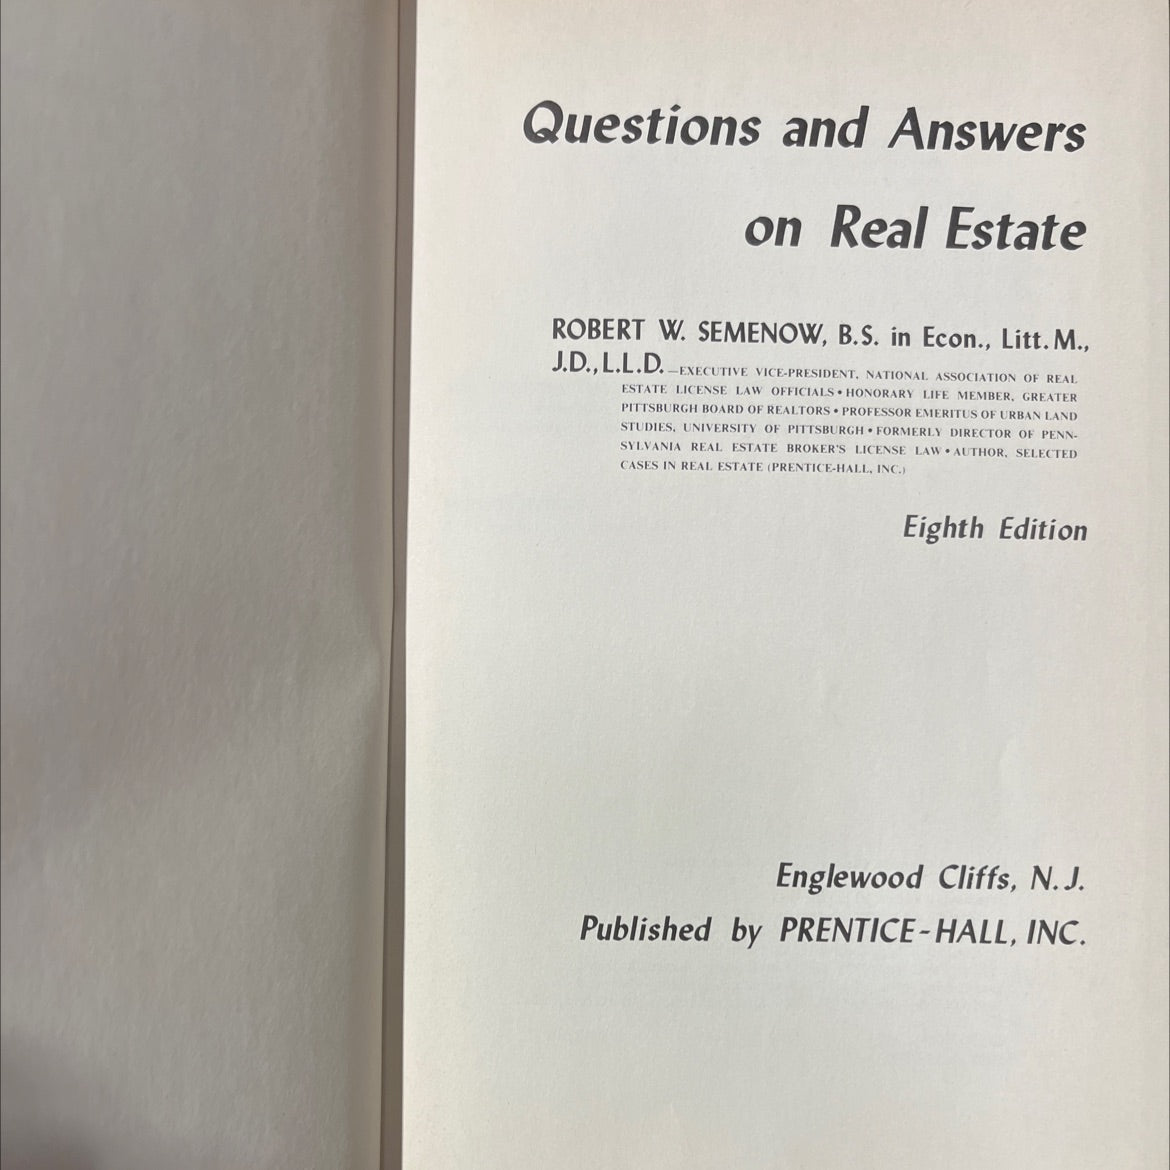 Questions and Answers
on Real Estate
ROBERT W. SEMENOW, B.S. in Econ., Litt. M.,
J.D., L.L.D.—EXECUTIVE VICE-PRESIDENT, NATIONAL ASSOCIATION OF REAL
ESTATE LICENSE LAW OFFICIALS • HONORARY LIFE MEMBER, GREATER
PITTSBURGH BOARD OF REALTORS • PROFESSOR EMERITUS OF URBAN LAND
STUDIES, UNIVERSITY OF PITTSBURGH • FORMERLY DIRECTOR OF PENN-
SYLVANIA REAL ESTATE BROKER'S LICENSE LAW • AUTHOR, SELECTED
CASES IN REAL ESTATE (PRENTICE-HALL, INC.)
Eighth Edition
Englewood Cliffs, N. J.
Published by PRENTICE-HALL, INC.